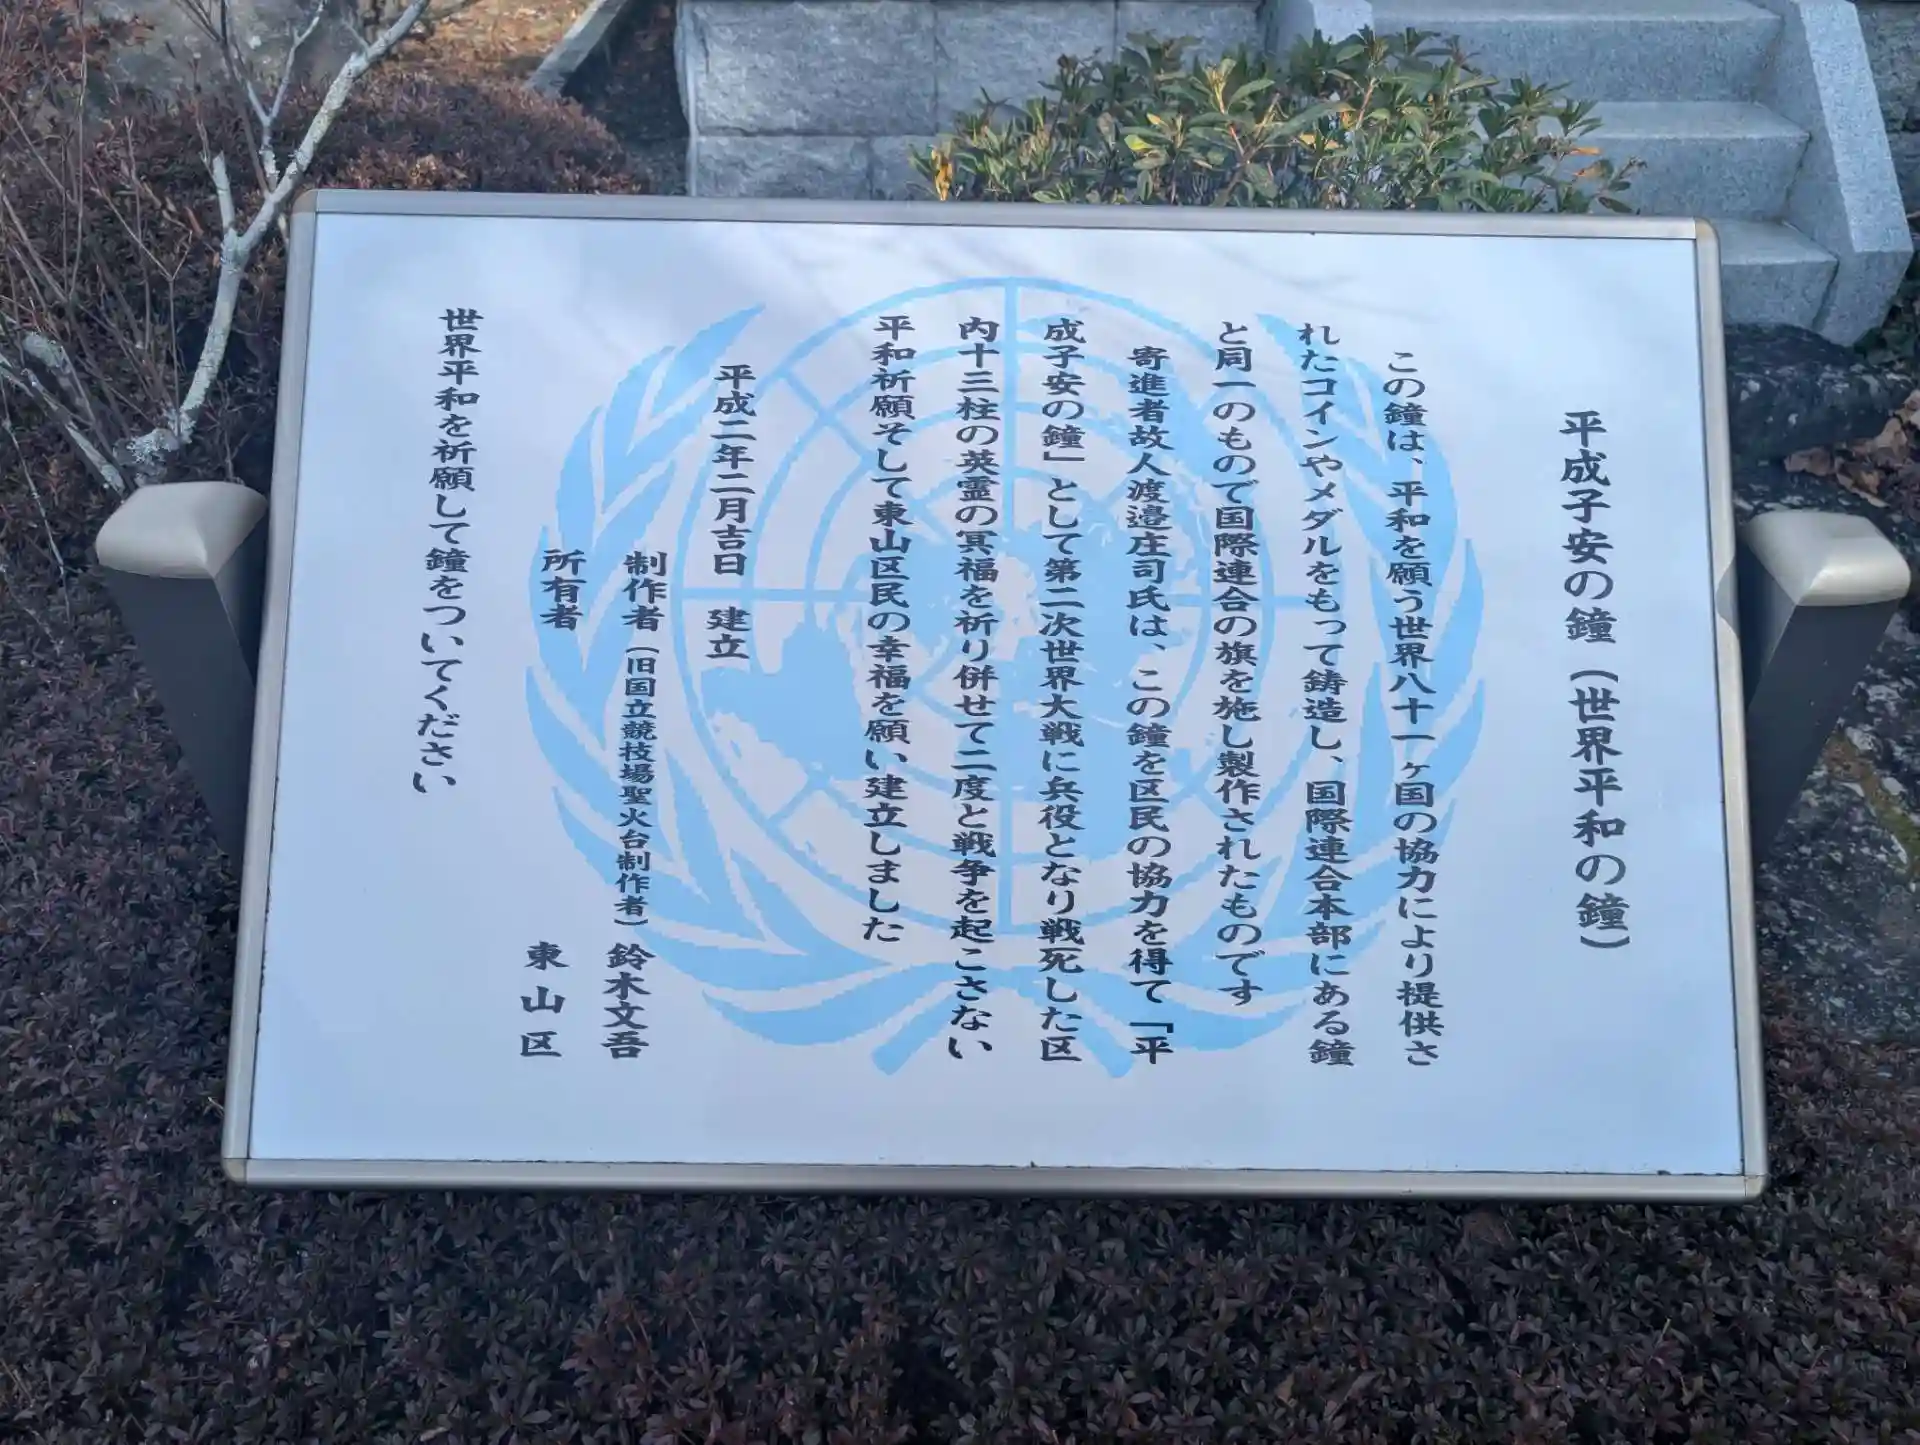 平成子安の鐘（世界平和の鐘）
この鐘は、平和を願う世界八十一ヶ国の協力により提供さ
れたコインやメダルをもって鋳造し、国際連合本部にある鐘
と同一のもので国際連合の旗を施し製作されたものです
寄進者故人渡邉庄司氏は、この鐘を区民の協力を得て「平
成子安の鐘」として第二次世界大戦に兵役となり戦死した区
内十三柱の英霊の冥福を祈り併せて二度と戦争を起こさない
平和祈願そして東山区民の幸福を願い建立しました
平成二年二月吉日 建立
制作者（旧国立競技場聖火台制作者）鈴木文吾
所有者 東山区
世界平和を祈願して鐘をついてください